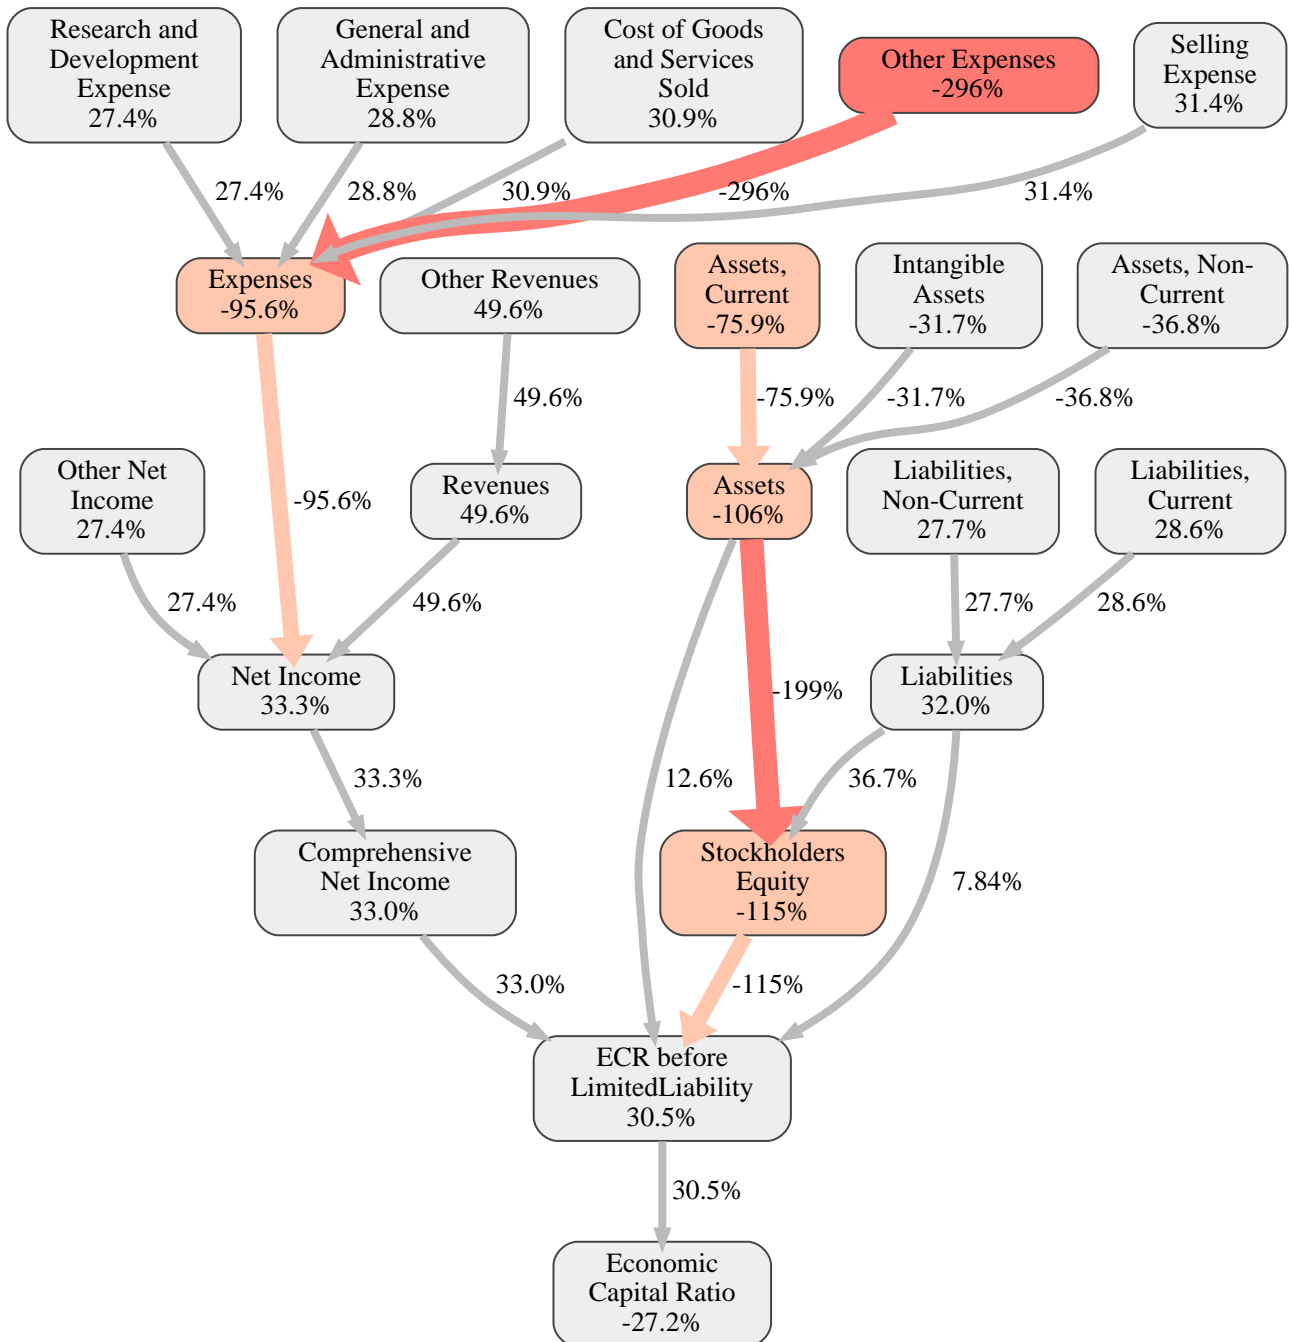 Research and
Development
Expense
27.4%
General and
Administrative
Expense
28.8%
Cost of Goods
and Services
Sold
30.9%
Other Expenses
-296%
Selling
Expense
31.4%
27.4%
28.8%
30.9%
-296%
31.4%
Expenses
-95.6%
Other Revenues
49.6%
Assets,
Current
-75.9%
Intangible
Assets
-31.7%
Assets, Non-
Current
-36.8%
49.6%
-75.9%
-31.7%
-36.8%
Other Net
Income
27.4%
-95.6%
Revenues
49.6%
Assets
-106%
Liabilities,
Non-Current
27.7%
Liabilities,
Current
28.6%
27.4%
49.6%
27.7%
28.6%
Net Income
33.3%
-199%
Liabilities
32.0%
33.3%
12.6%
36.7%
Comprehensive
Net Income
33.0%
Stockholders
Equity
-115%
7.84%
33.0%
-115%
ECR before
LimitedLiability
30.5%
30.5%
Economic
Capital Ratio
-27.2%